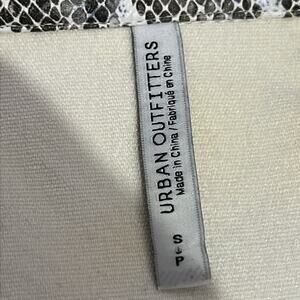 URBAN OUTFITTERS
Made in China / Fabriqué en Chine
S+P